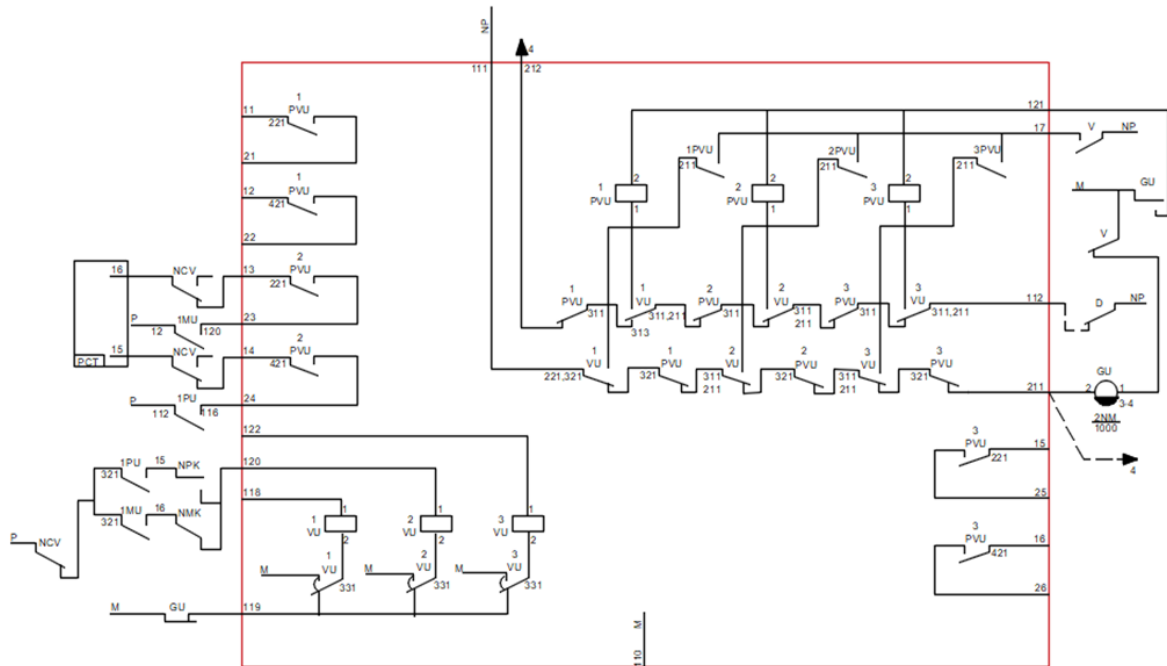 NP
4
111
212
1
PVU
11
221
21
1
PVU
12
421
22
2
PVU
16
NCV
13
221
P
1MU
12
120
23
15
NCV
14
2
PVU
421
PCT
P
1PU
112
116
24
122
1PU
15
NPK
120
321
118
1MU
16
NMK
321
P
NCV
1
VU
1
2
2
VU
1
2
3
VU
1
2
M
1
VU
331
M
2
VU
331
M
3
VU
331
M
GU
119
110
M
121
17
V
NP
1PVU
211
2PVU
211
3PVU
211
1
PVU
2
1
2
PVU
2
1
3
PVU
2
1
M
GU
V
1
PVU
311
1
VU
311,211
313
2
PVU
311
2
VU
311
211
3
PVU
311
3
VU
311,211
112
D
NP
1
VU
221,321
1
PVU
321
2
VU
311
211
2
PVU
321
3
VU
311
211
3
PVU
321
211
GU
2
1
3-4
2NM
1000
4
3
PVU
221
15
25
3
PVU
421
16
26